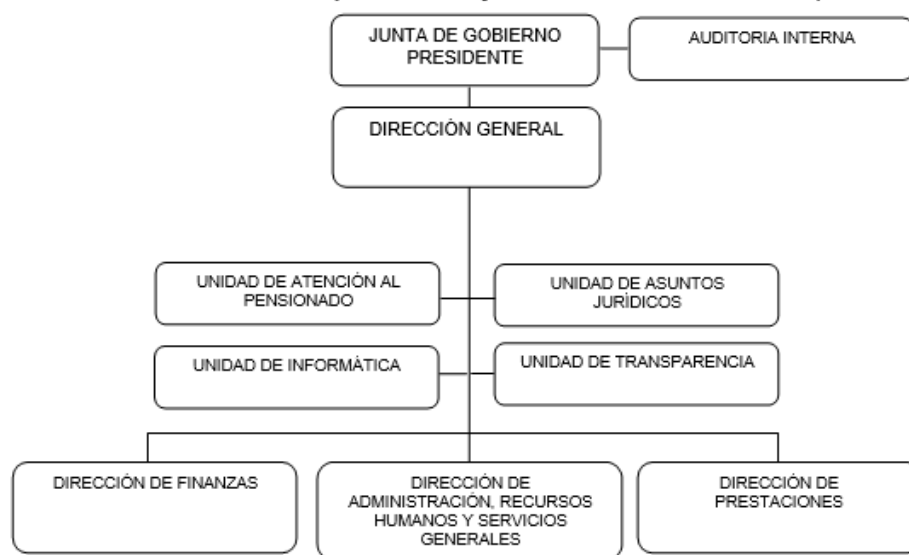 JUNTA DE GOBIERNO
PRESIDENTE
AUDITORIA INTERNA
DIRECCIÓN GENERAL
UNIDAD DE ATENCIÓN AL
PENSIONADO
UNIDAD DE ASUNTOS
JURÍDICOS
UNIDAD DE INFORMÁTICA
UNIDAD DE TRANSPARENCIA
DIRECCIÓN DE FINANZAS
DIRECCIÓN DE
ADMINISTRACIÓN, RECURSOS
HUMANOS Y SERVICIOS
GENERALES
DIRECCIÓN DE
PRESTACIONES